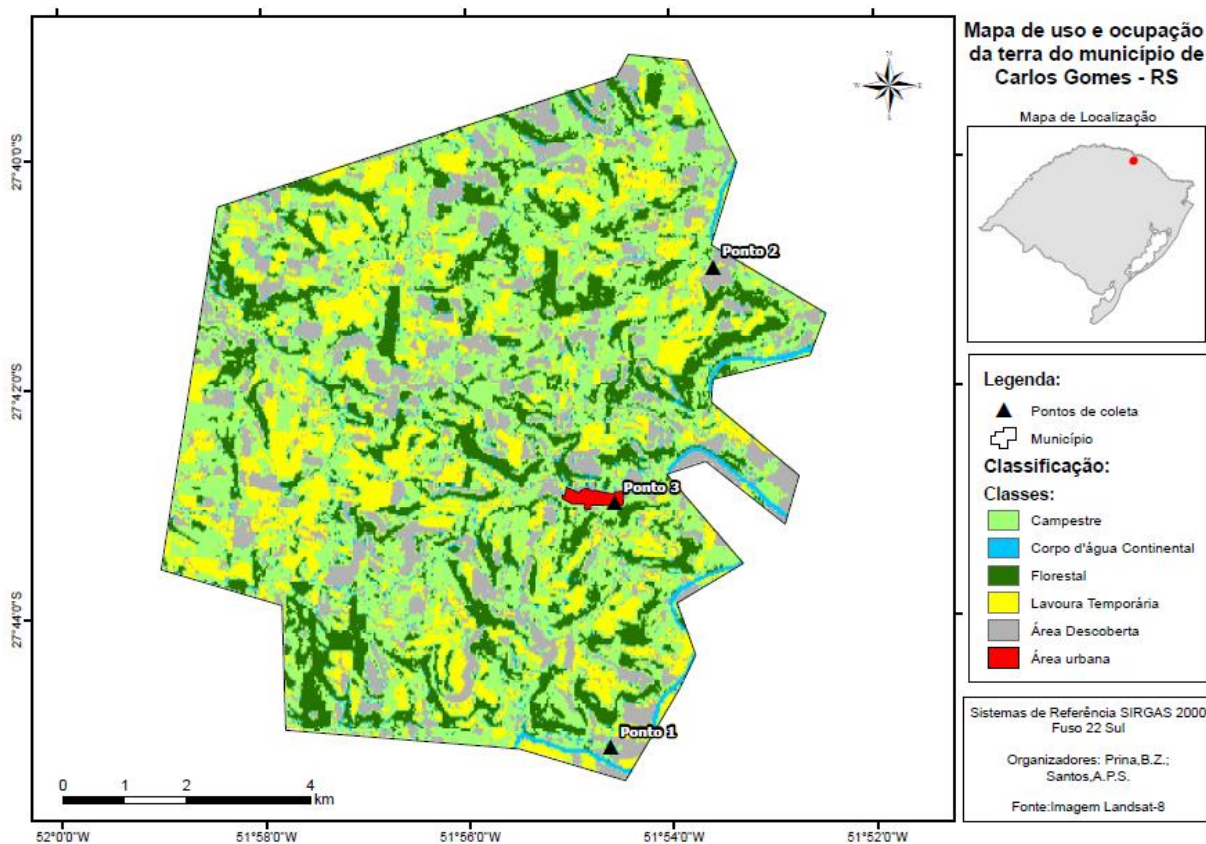 Mapa de uso e ocupação
da terra do município de
Carlos Gomes - RS
Mapa de Localização
N
W
E
S
27°40'0"S
27°42'0"S
27°44'0"S
Ponto 2
Ponto 3
Ponto 1
0 1 2 4
km
52°0'0"W 51°58'0"W 51°56'0"W 51°54'0"W 51°52'0"W
Legenda:
Pontos de coleta
Município
Classificação:
Classes:
Campestre
Corpo d'água Continental
Florestal
Lavoura Temporária
Área Descoberta
Área urbana
Sistemas de Referência SIRGAS 2000
Fuso 22 Sul
Organizadores: Prina,B.Z.;
Santos,A.P.S.
Fonte:Imagem Landsat-8